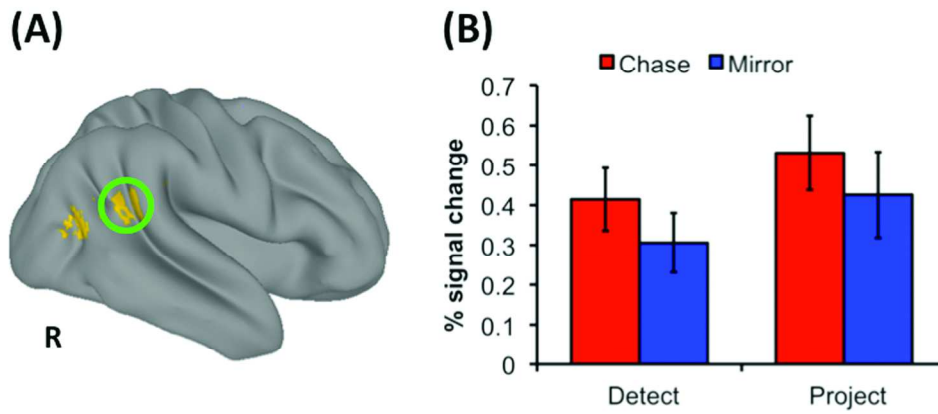 (A)
R
(B)
Chase Mirror
% signal change
0.7
0.6
0.5
0.4
0.3
0.2
0.1
0
Detect Project